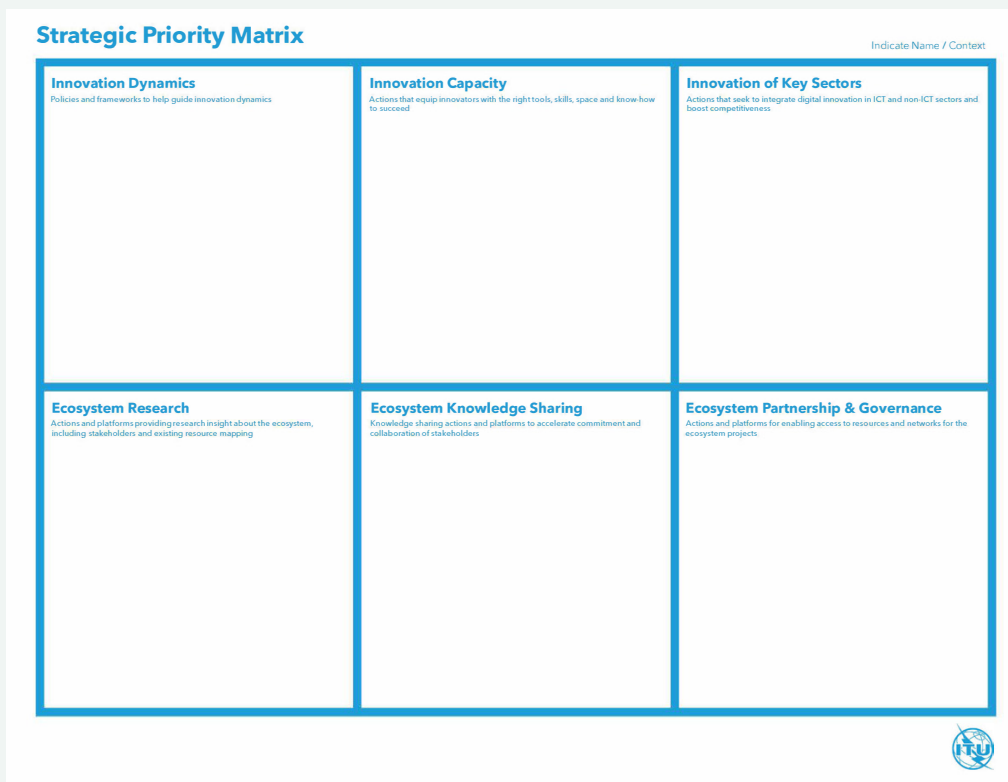 Strategic Priority Matrix
Indicate Name / Context
Innovation Dynamics
Policies and frameworks to help guide innovation dynamics
Innovation Capacity
Actions that equip innovators with the right tools, skills, space and know-how
to succeed
Innovation of Key Sectors
Actions that seek to integrate digital innovation in ICT and non-ICT sectors and
boost competitiveness
Ecosystem Research
Actions and platforms providing research insight about the ecosystem,
including stakeholders and existing resource mapping
Ecosystem Knowledge Sharing
Knowledge sharing actions and platforms to accelerate commitment and
collaboration of stakeholders
Ecosystem Partnership & Governance
Actions and platforms for enabling access to resources and networks for the
ecosystem projects
ITU